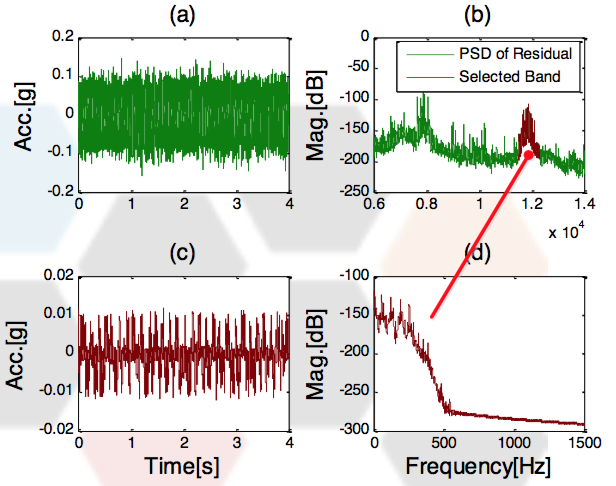 (a)
0.2
0.1
0
-0.1
-0.2
Acc.[g]
0 1 2 3 4
(b)
0
-50
-100
-150
-200
-250
Mag.[dB]
PSD of Residual
Selected Band
0.6 0.8 1 1.2 1.4
x 10^4
(c)
0.02
0.01
0
-0.01
-0.02
Acc.[g]
0 1 2 3 4
Time[s]
(d)
-100
-150
-200
-250
-300
Mag.[dB]
0 500 1000 1500
Frequency[Hz]